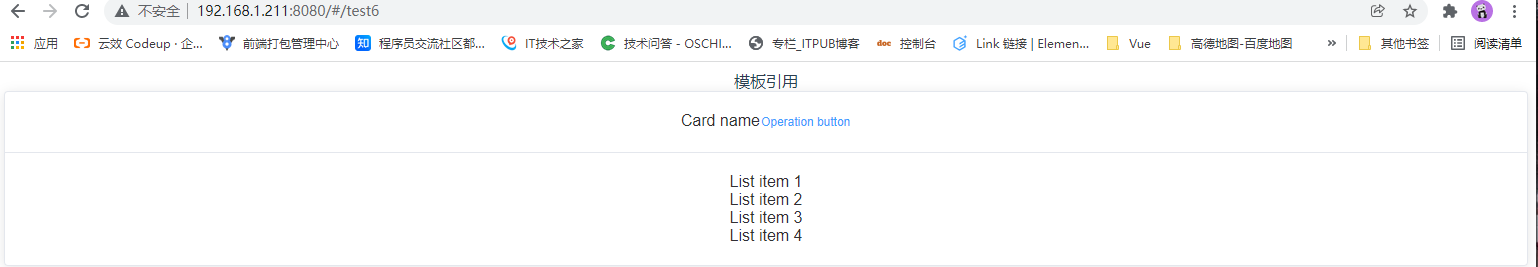 不安全 192.168.1.211:8080/#/test6
应用 云效 Codeup · 企... 前端打包管理中心 知 程序员交流社区都... IT技术之家 技术问答 - OSCHI... 专栏_ITPUB博客 doc 控制台 Link 链接 | Elemen... Vue 高德地图-百度地图 » 其他书签 阅读清单
模板引用
Card name Operation button
List item 1
List item 2
List item 3
List item 4